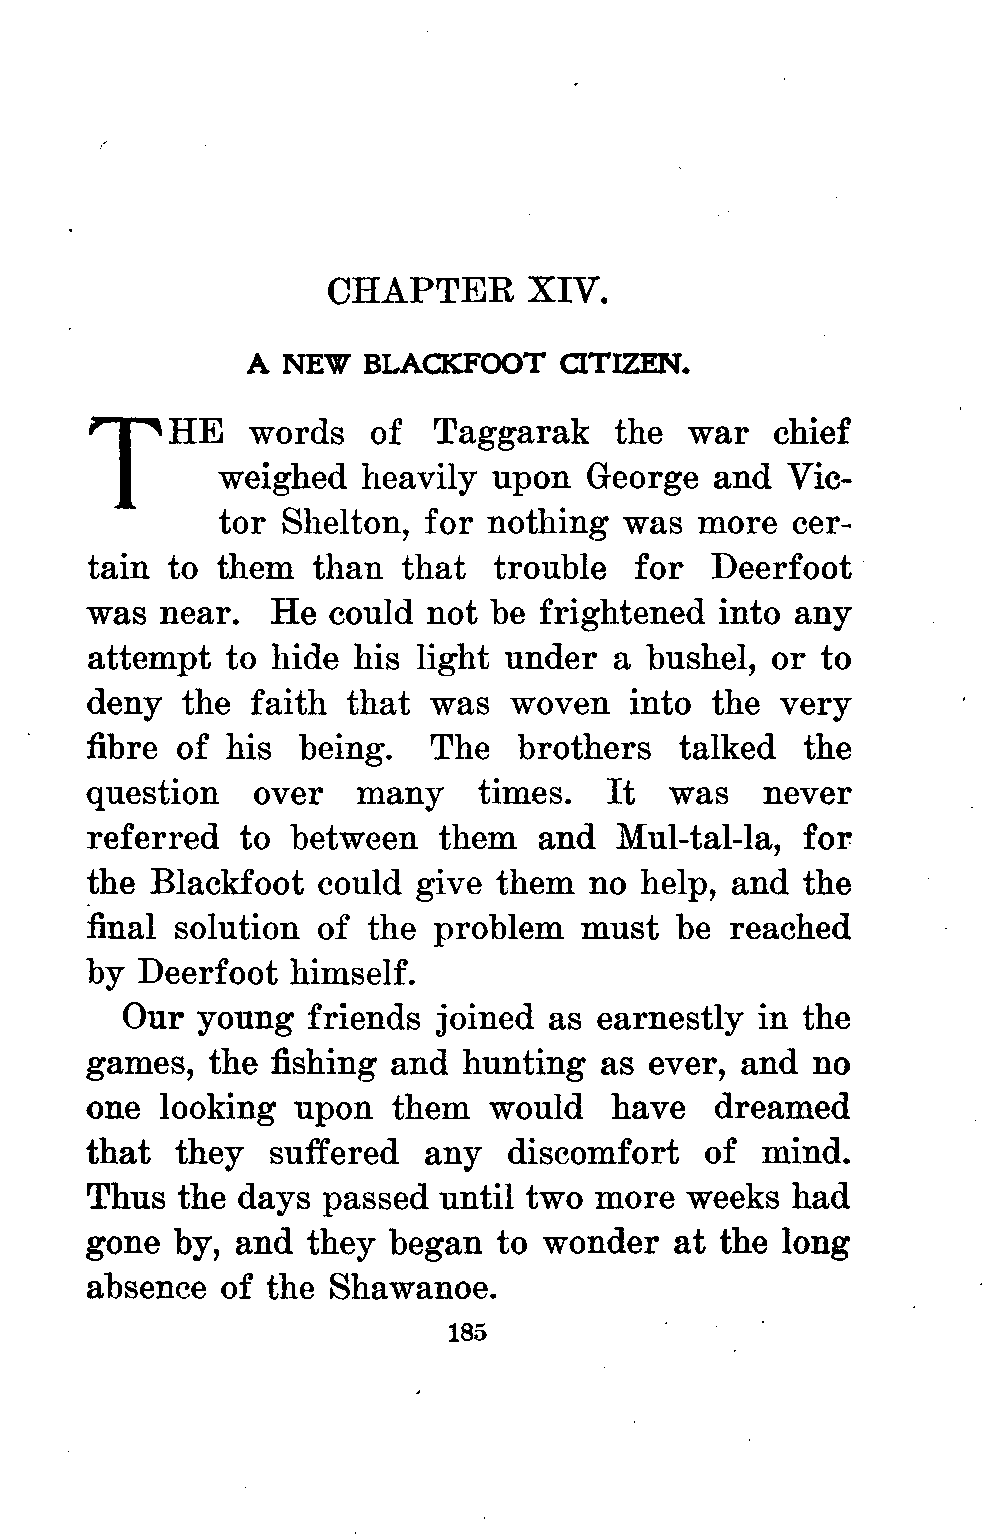 CHAPTER XIV.
A NEW BLACKFOOT CITIZEN.
THE words of Taggarak the war chief
weighed heavily upon George and Vic-
tor Shelton, for nothing was more cer-
tain to them than that trouble for Deerfoot
was near. He could not be frightened into any
attempt to hide his light under a bushel, or to
deny the faith that was woven into the very
fibre of his being. The brothers talked the
question over many times. It was never
referred to between them and Mul-tal-la, for
the Blackfoot could give them no help, and the
final solution of the problem must be reached
by Deerfoot himself.
Our young friends joined as earnestly in the
games, the fishing and hunting as ever, and no
one looking upon them would have dreamed
that they suffered any discomfort of mind.
Thus the days passed until two more weeks had
gone by, and they began to wonder at the long
absence of the Shawanoe.
185